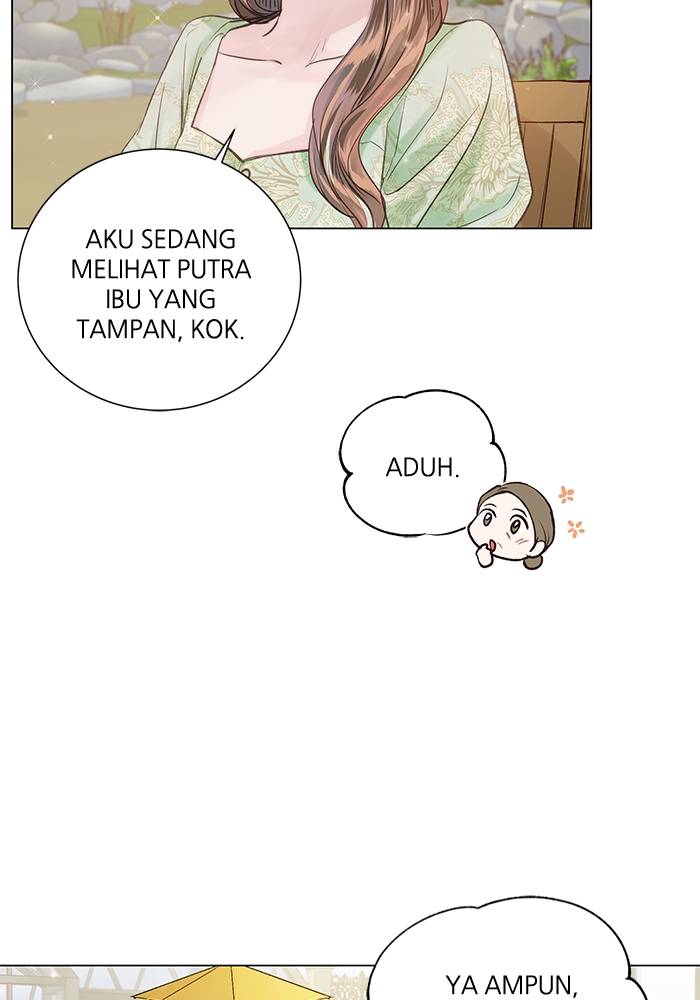 AKU SEDANG
MELIHAT PUTRA
IBU YANG
TAMPAN, KOK.
ADUH.
YA AMPUN,